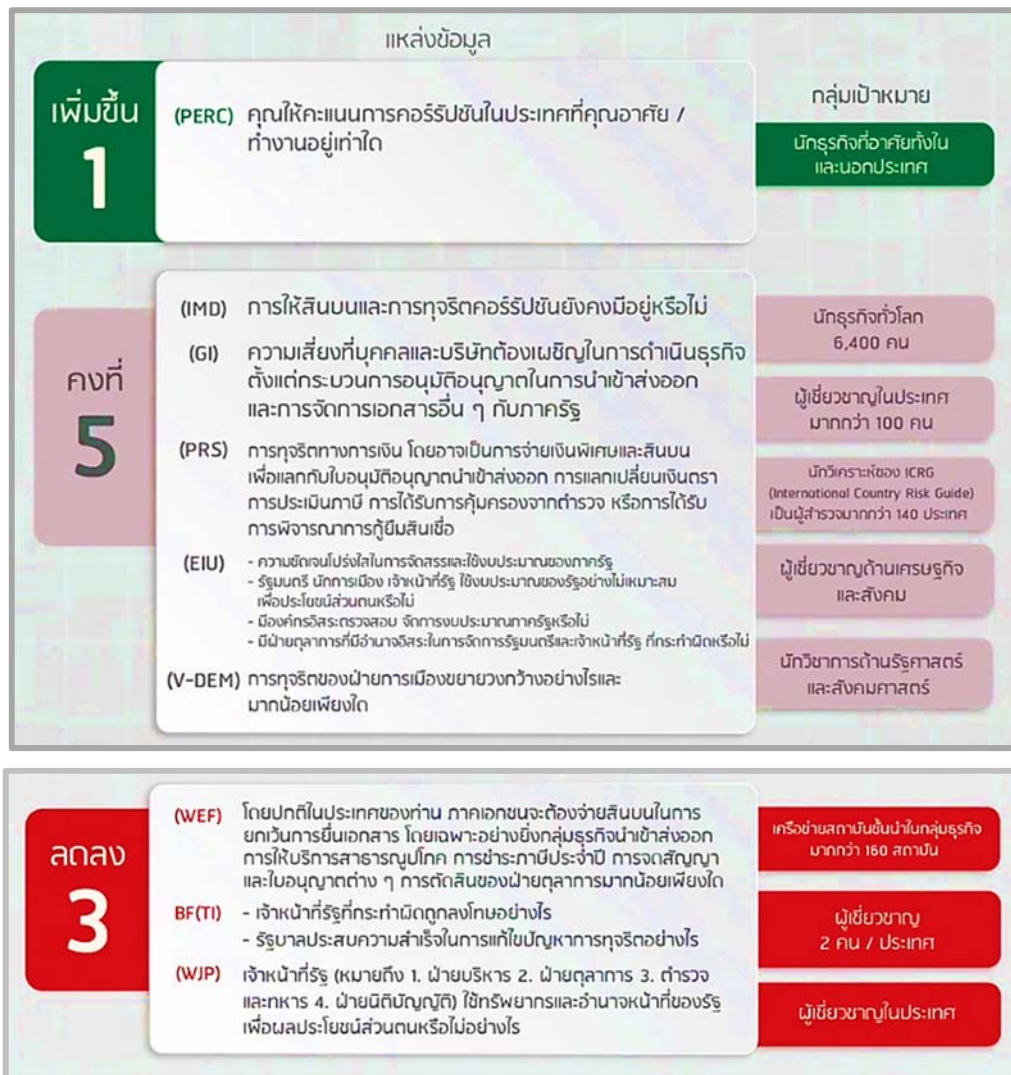 แหล่งข้อมูล
กลุ่มเป้าหมาย
เพิ่มขึ้น
1
(PERC) คุณให้คะแนนการคอร์รัปชันในประเทศที่คุณอาศัย /
ทำงานอยู่เท่าใด
นักธุรกิจที่อาศัยทั้งใน
และนอกประเทศ
คงที่
5
(IMD) การให้สินบนและการทุจริตคอร์รัปชันยังคงมีอยู่หรือไม่
นักธุรกิจทั่วโลก
6,400 คน
(GI) ความเสี่ยงที่บุคคลและบริษัทต้องเผชิญในการดำเนินธุรกิจ
ตั้งแต่กระบวนการอนุมัติอนุญาตในการนำเข้าส่งออก
และการจัดการเอกสารอื่น ๆ กับภาครัฐ
ผู้เชี่ยวชาญในประเทศ
มากกว่า 100 คน
(PRS) การทุจริตทางการเงิน โดยอาจเป็นการจ่ายเงินพิเศษและสินบน
เพื่อแลกกับใบอนุมัติอนุญาตนำเข้าส่งออก การแลกเปลี่ยนเงินตรา
การประเมินภาษี การได้รับการคุ้มครองจากตำรวจ หรือการได้รับ
การพิจารณาการกู้ยืมสินเชื่อ
นักวิเคราะห์ของ ICRG
(International Country Risk Guide)
เป็นผู้สำรวจมากกว่า 140 ประเทศ
(EIU) - ความชัดเจนโปร่งใสในการจัดสรรและใช้งบประมาณของภาครัฐ
- รัฐมนตรี นักการเมือง เจ้าหน้าที่รัฐ ใช้งบประมาณของรัฐอย่างไม่เหมาะสม
เพื่อประโยชน์ส่วนตนหรือไม่
- มีองค์กรอิสระตรวจสอบ จัดการงบประมาณภาครัฐหรือไม่
- มีฝ่ายตุลาการที่มีอำนาจอิสระในการจัดการรัฐมนตรีและเจ้าหน้าที่รัฐ ที่กระทำผิดหรือไม่
ผู้เชี่ยวชาญด้านเศรษฐกิจ
และสังคม
(V-DEM) การทุจริตของฝ่ายการเมืองขยายวงกว้างอย่างไรและ
มากน้อยเพียงใด
นักวิชาการด้านรัฐศาสตร์
และสังคมศาสตร์
ลดลง
3
(WEF) โดยปกติในประเทศของท่าน ภาคเอกชนจะต้องจ่ายสินบนในการ
ยกเว้นการยื่นเอกสาร โดยเฉพาะอย่างยิ่งกลุ่มธุรกิจนำเข้าส่งออก
การให้บริการสาธารณูปโภค การชำระภาษีประจำปี การจดสัญญา
และใบอนุญาตต่าง ๆ การตัดสินของฝ่ายตุลาการมากน้อยเพียงใด
เครือข่ายสถาบันชั้นนำในกลุ่มธุรกิจ
มากกว่า 160 สถาบัน
BF(TI) - เจ้าหน้าที่รัฐที่กระทำผิดถูกลงโทษอย่างไร
- รัฐบาลประสบความสำเร็จในการแก้ไขปัญหาการทุจริตอย่างไร
ผู้เชี่ยวชาญ
2 คน / ประเทศ
(WJP) เจ้าหน้าที่รัฐ (หมายถึง 1. ฝ่ายบริหาร 2. ฝ่ายตุลาการ 3. ตำรวจ
และทหาร 4. ฝ่ายนิติบัญญัติ) ใช้ทรัพยากรและอำนาจหน้าที่ของรัฐ
เพื่อผลประโยชน์ส่วนตนหรือไม่อย่างไร
ผู้เชี่ยวชาญในประเทศ